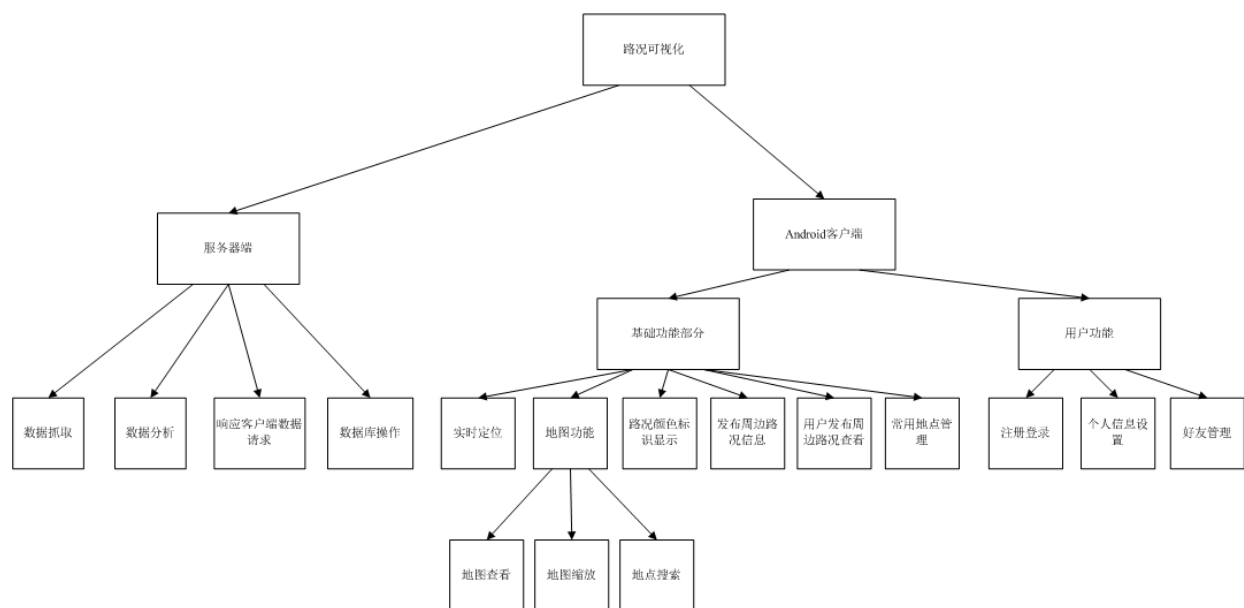 路况可视化
服务器端
Android客户端
基础功能部分
用户功能
数据抓取
数据分析
响应客户端数据
请求
数据库操作
实时定位
地图功能
路况颜色标
识显示
发布周边路
况信息
用户发布周
边路况查看
常用地点管
理
注册登录
个人信息设
置
好友管理
地图查看
地图缩放
地点搜索